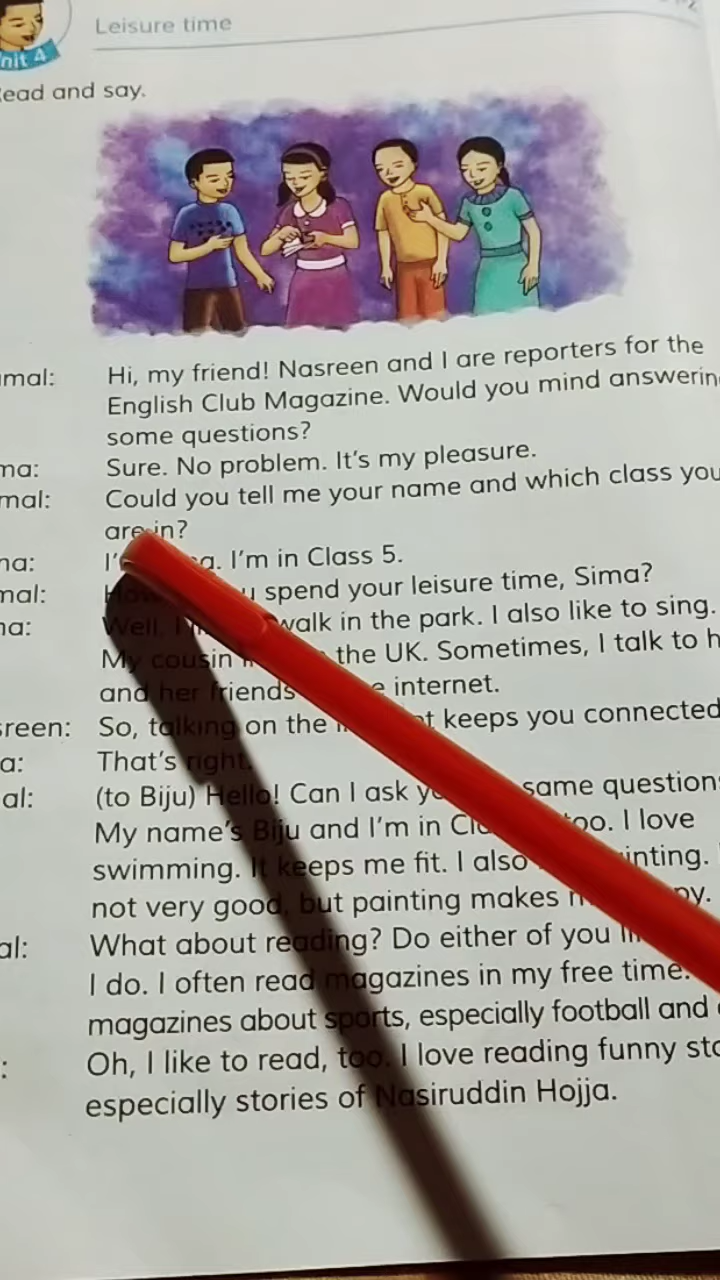 Leisure time
nit 4
ead and say.
mal: Hi, my friend! Nasreen and I are reporters for the
English Club Magazine. Would you mind answerin
some questions?
ma: Sure. No problem. It's my pleasure.
mal: Could you tell me your name and which class you
are in?
na: I'm. I'm in Class 5.
mal: spend your leisure time, Sima?
na: Well, I walk in the park. I also like to sing.
My cousin the UK. Sometimes, I talk to h
and her friends internet.
sreen: So, talking on the keeps you connected
a: That's right.
al: (to Biju) Hello! Can I ask same question
My name's Biju and I'm in too. I love
swimming. It keeps me fit. I also inting.
not very good, but painting makes py.
al: What about reading? Do either of you
I do. I often read magazines in my free time.
magazines about sports, especially football and
: Oh, I like to read, too. I love reading funny sto
especially stories of Nasiruddin Hojja.